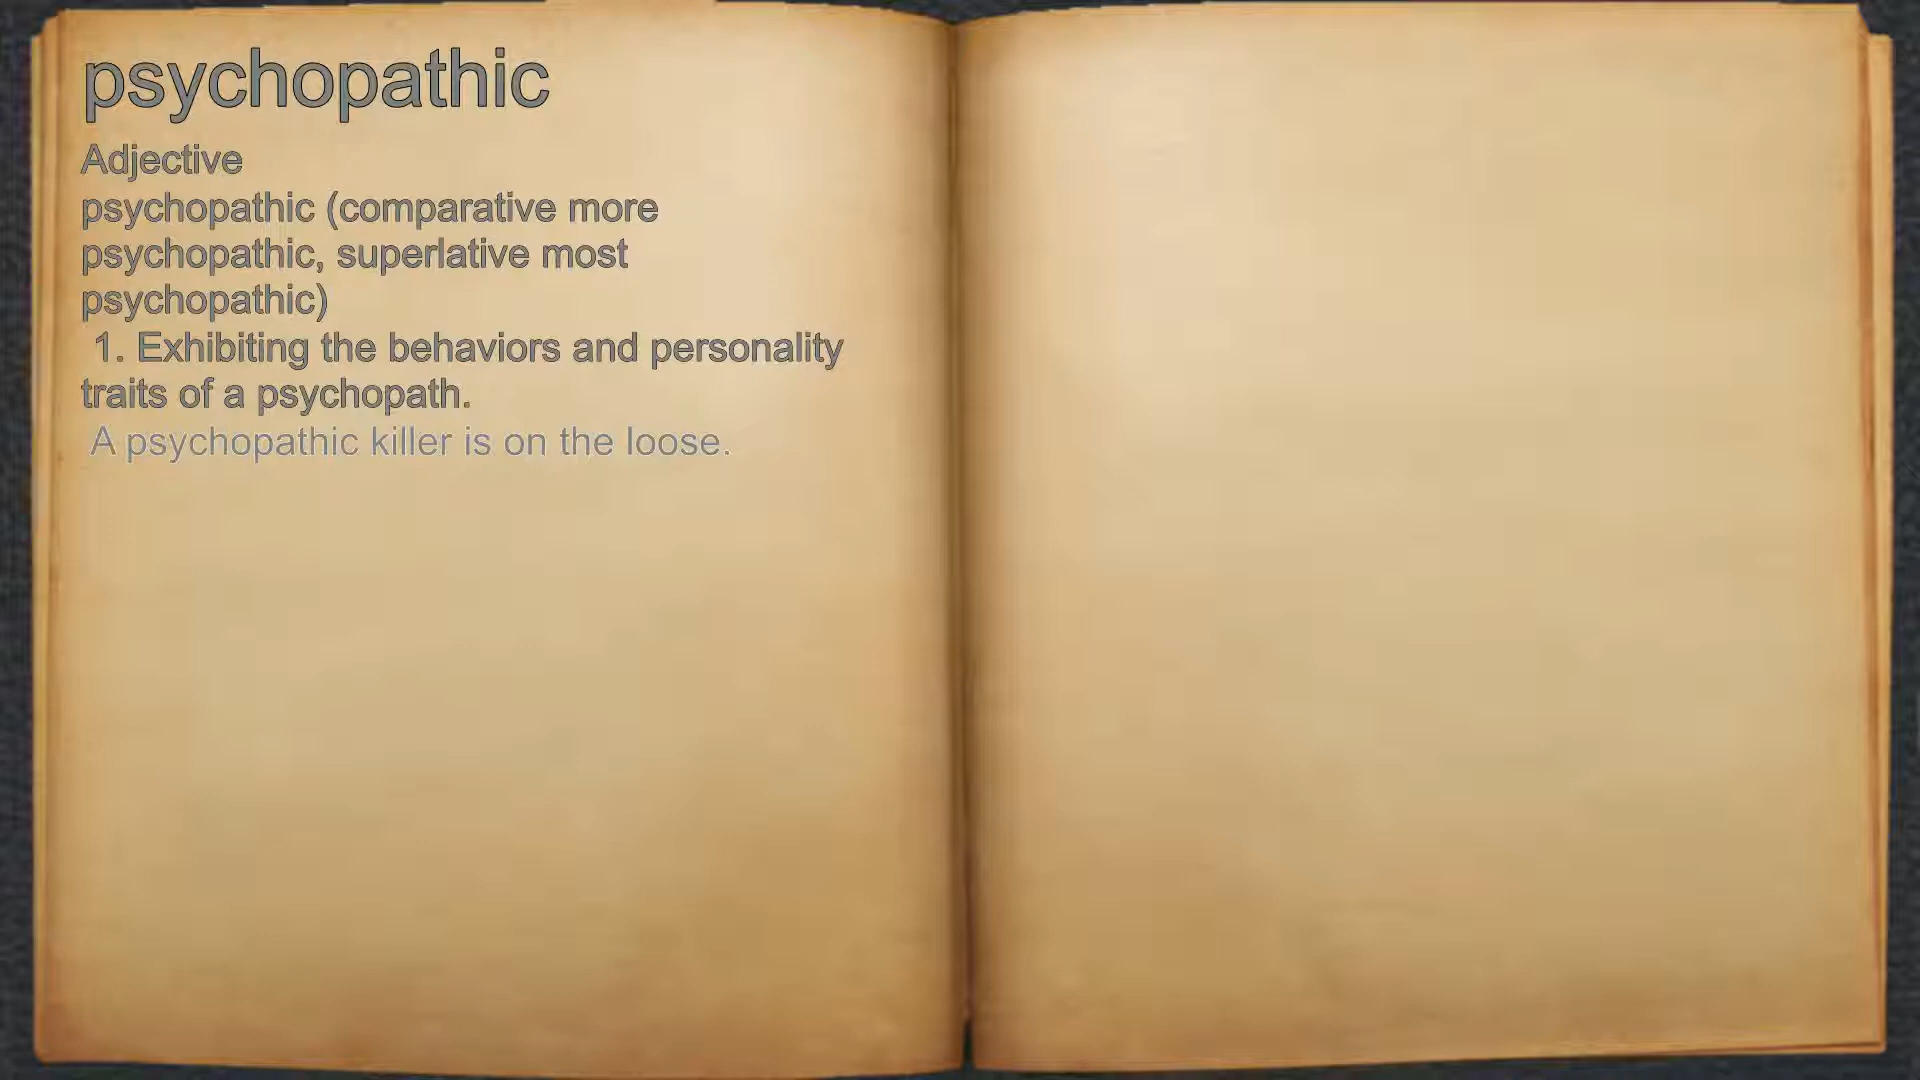 psychopathic
Adjective
psychopathic (comparative more
psychopathic, superlative most
psychopathic)
1. Exhibiting the behaviors and personality
traits of a psychopath.
A psychopathic killer is on the loose.